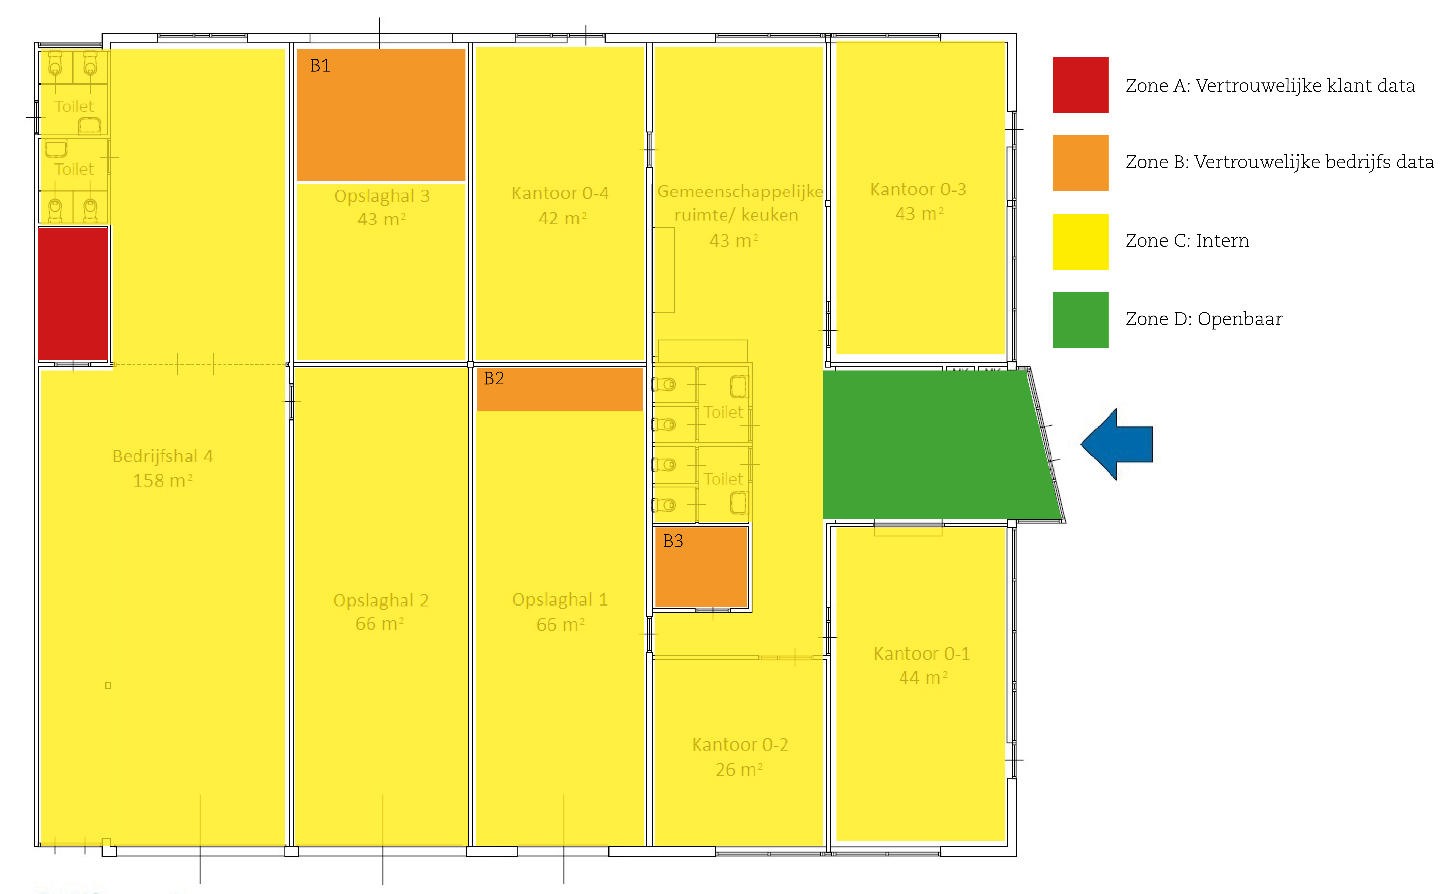 B1
Toilet
Toilet
Opslaghal 3
43 m²
Kantoor 0-4
42 m²
Gemeenschappelijke
ruimte/ keuken
43 m²
Kantoor 0-3
43 m²
Zone A: Vertrouwelijke klant data
Zone B: Vertrouwelijke bedrijfs data
Zone C: Intern
Zone D: Openbaar
B2
Toilet
Toilet
Bedrijfshal 4
158 m²
B3
Opslaghal 2
66 m²
Opslaghal 1
66 m²
Kantoor 0-1
44 m²
Kantoor 0-2
26 m²